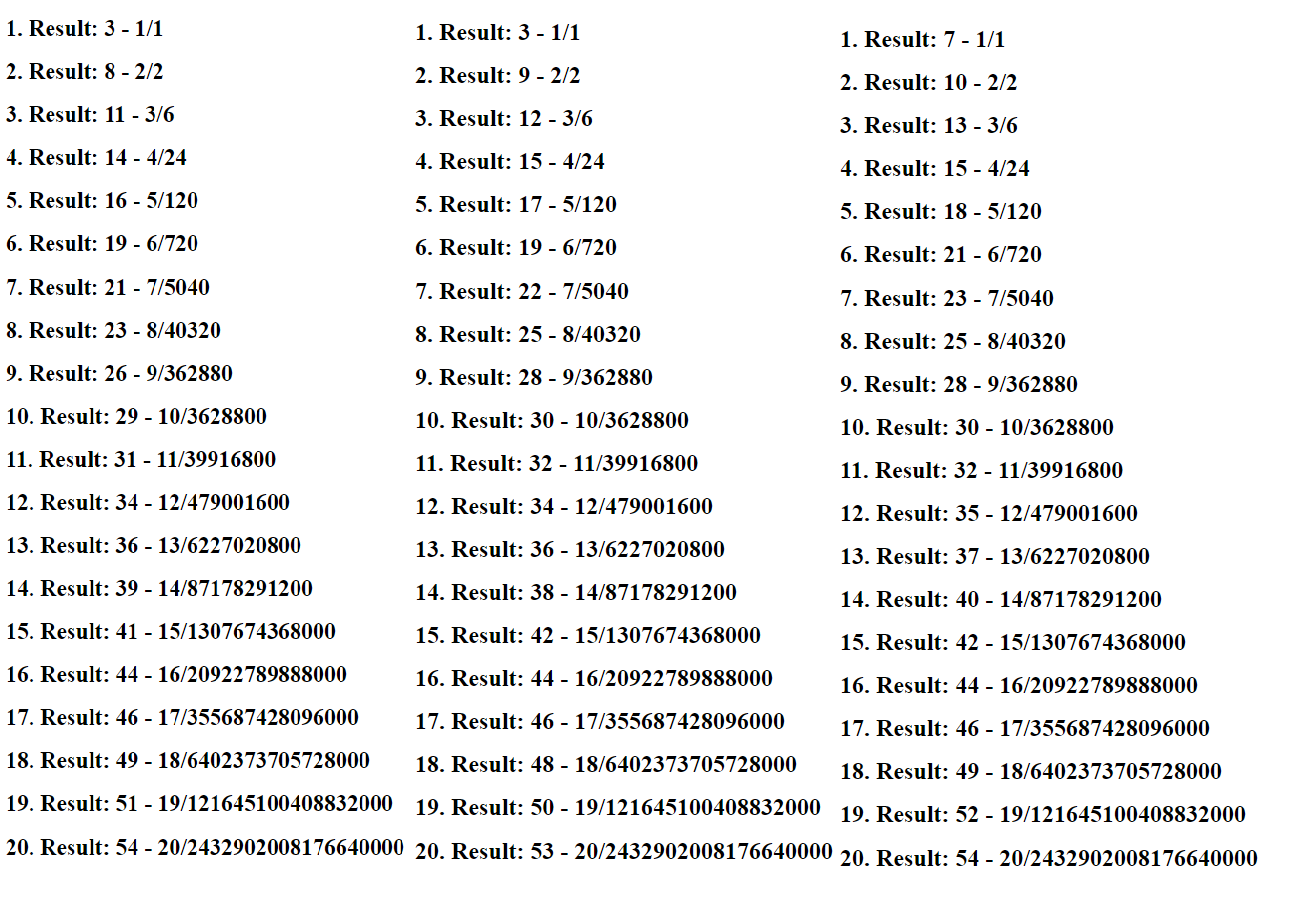 1. Result: 3 - 1/1
2. Result: 8 - 2/2
3. Result: 11 - 3/6
4. Result: 14 - 4/24
5. Result: 16 - 5/120
6. Result: 19 - 6/720
7. Result: 21 - 7/5040
8. Result: 23 - 8/40320
9. Result: 26 - 9/362880
10. Result: 29 - 10/3628800
11. Result: 31 - 11/39916800
12. Result: 34 - 12/479001600
13. Result: 36 - 13/6227020800
14. Result: 39 - 14/87178291200
15. Result: 41 - 15/1307674368000
16. Result: 44 - 16/20922789888000
17. Result: 46 - 17/355687428096000
18. Result: 49 - 18/6402373705728000
19. Result: 51 - 19/121645100408832000
20. Result: 54 - 20/2432902008176640000
1. Result: 3 - 1/1
2. Result: 9 - 2/2
3. Result: 12 - 3/6
4. Result: 15 - 4/24
5. Result: 17 - 5/120
6. Result: 19 - 6/720
7. Result: 22 - 7/5040
8. Result: 25 - 8/40320
9. Result: 28 - 9/362880
10. Result: 30 - 10/3628800
11. Result: 32 - 11/39916800
12. Result: 34 - 12/479001600
13. Result: 36 - 13/6227020800
14. Result: 38 - 14/87178291200
15. Result: 42 - 15/1307674368000
16. Result: 44 - 16/20922789888000
17. Result: 46 - 17/355687428096000
18. Result: 48 - 18/6402373705728000
19. Result: 50 - 19/121645100408832000
20. Result: 53 - 20/2432902008176640000
1. Result: 7 - 1/1
2. Result: 10 - 2/2
3. Result: 13 - 3/6
4. Result: 15 - 4/24
5. Result: 18 - 5/120
6. Result: 21 - 6/720
7. Result: 23 - 7/5040
8. Result: 25 - 8/40320
9. Result: 28 - 9/362880
10. Result: 30 - 10/3628800
11. Result: 32 - 11/39916800
12. Result: 35 - 12/479001600
13. Result: 37 - 13/6227020800
14. Result: 40 - 14/87178291200
15. Result: 42 - 15/1307674368000
16. Result: 44 - 16/20922789888000
17. Result: 46 - 17/355687428096000
18. Result: 49 - 18/6402373705728000
19. Result: 52 - 19/121645100408832000
20. Result: 54 - 20/2432902008176640000